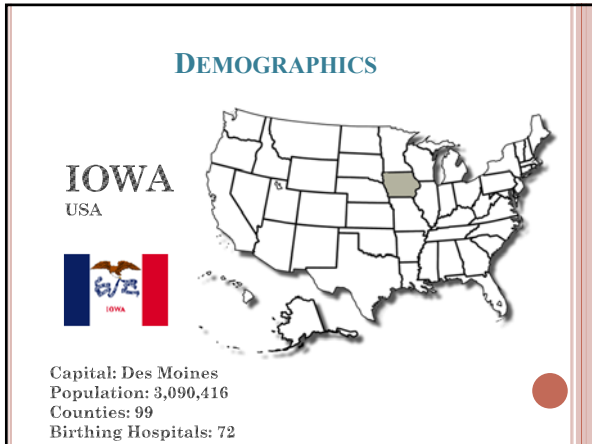 DEMOGRAPHICS
IOWA
USA
IOWA
Capital: Des Moines
Population: 3,090,416
Counties: 99
Birthing Hospitals: 72